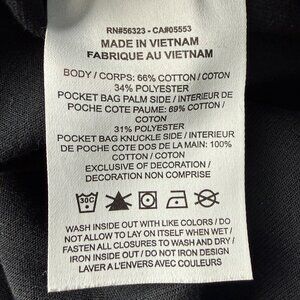 RN#56323 - CA#05553
MADE IN VIETNAM
FABRIQUE AU VIETNAM
BODY / CORPS: 66% COTTON / COTON
34% POLYESTER
POCKET BAG PALM SIDE / INTERIEUR DE
POCHE COTE PAUME: 69% COTTON /
COTON
31% POLYESTER
POCKET BAG KNUCKLE SIDE / INTERIEUR
DE POCHE COTE DOS DE LA MAIN: 100%
COTTON / COTON
EXCLUSIVE OF DECORATION /
DECORATION NON COMPRISE
30C
WASH INSIDE OUT WITH LIKE COLORS / DO
NOT ALLOW TO LAY ON ITSELF WHEN WET /
FASTEN ALL CLOSURES TO WASH AND DRY /
IRON INSIDE OUT / DO NOT IRON DESIGN
LAVER A L'ENVERS AVEC COULEURS